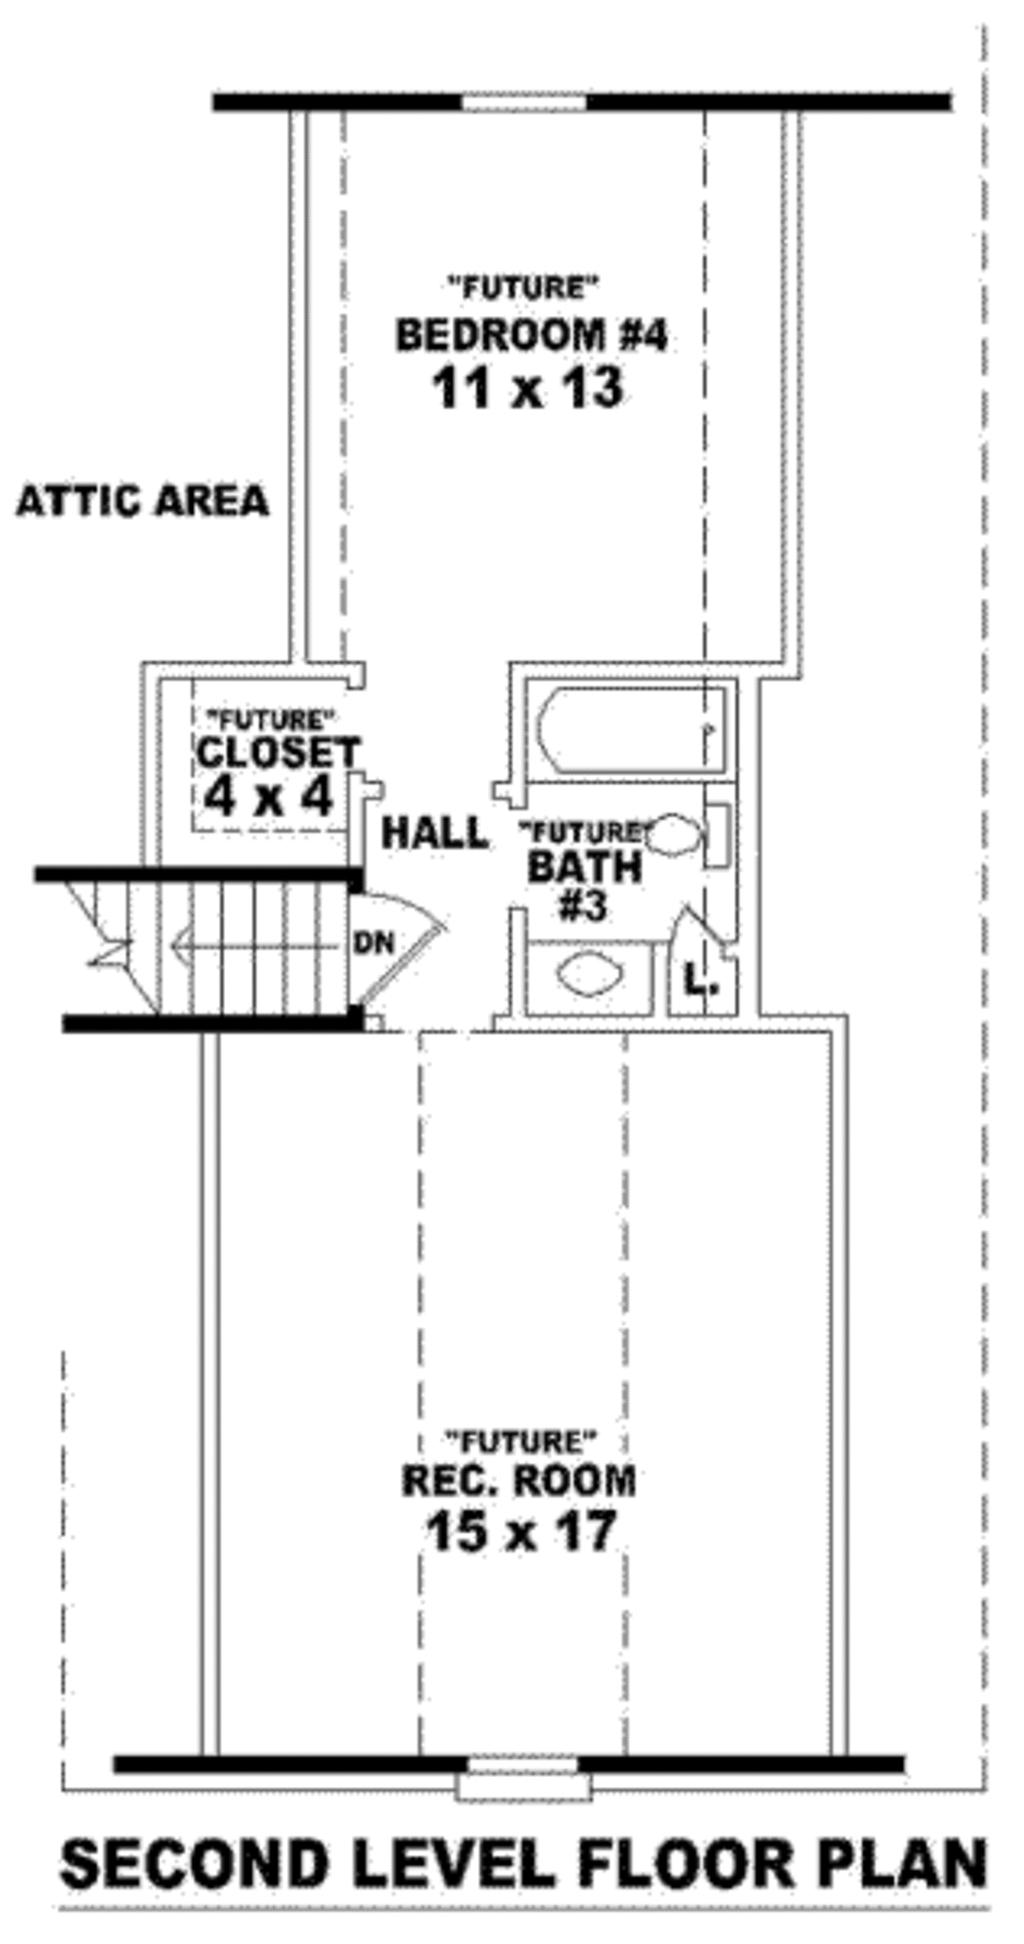 "FUTURE"
BEDROOM #4
11 x 13
ATTIC AREA
"FUTURE"
CLOSET
4 x 4
HALL
"FUTURE"
BATH
#3
DN
L.
"FUTURE"
REC. ROOM
15 x 17
SECOND LEVEL FLOOR PLAN